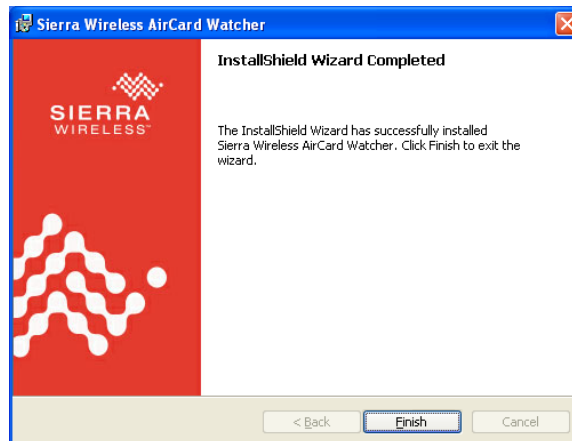 Sierra Wireless AirCard Watcher
InstallShield Wizard Completed
SIERRA
WIRELESS™
The InstallShield Wizard has successfully installed
Sierra Wireless AirCard Watcher. Click Finish to exit the
wizard.
< Back
Finish
Cancel